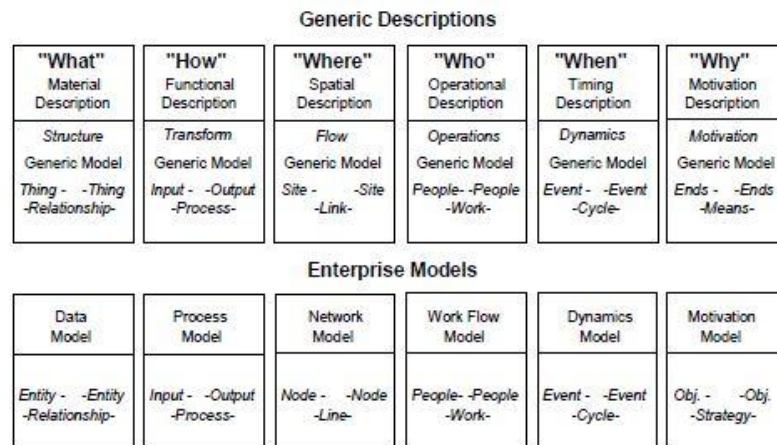 Generic Descriptions
"What"
Material
Description
Structure
Generic Model
Thing - -Thing
-Relationship-
"How"
Functional
Description
Transform
Generic Model
Input - -Output
-Process-
"Where"
Spatial
Description
Flow
Generic Model
Site - -Site
-Link-
"Who"
Operational
Description
Operations
Generic Model
People- -People
-Work-
"When"
Timing
Description
Dynamics
Generic Model
Event - -Event
-Cycle-
"Why"
Motivation
Description
Motivation
Generic Model
Ends - -Ends
-Means-
Enterprise Models
Data
Model
Entity - -Entity
-Relationship-
Process
Model
Input - -Output
-Process-
Network
Model
Node - -Node
-Line-
Work Flow
Model
People- -People
-Work-
Dynamics
Model
Event - -Event
-Cycle-
Motivation
Model
Obj. - -Obj.
-Strategy-